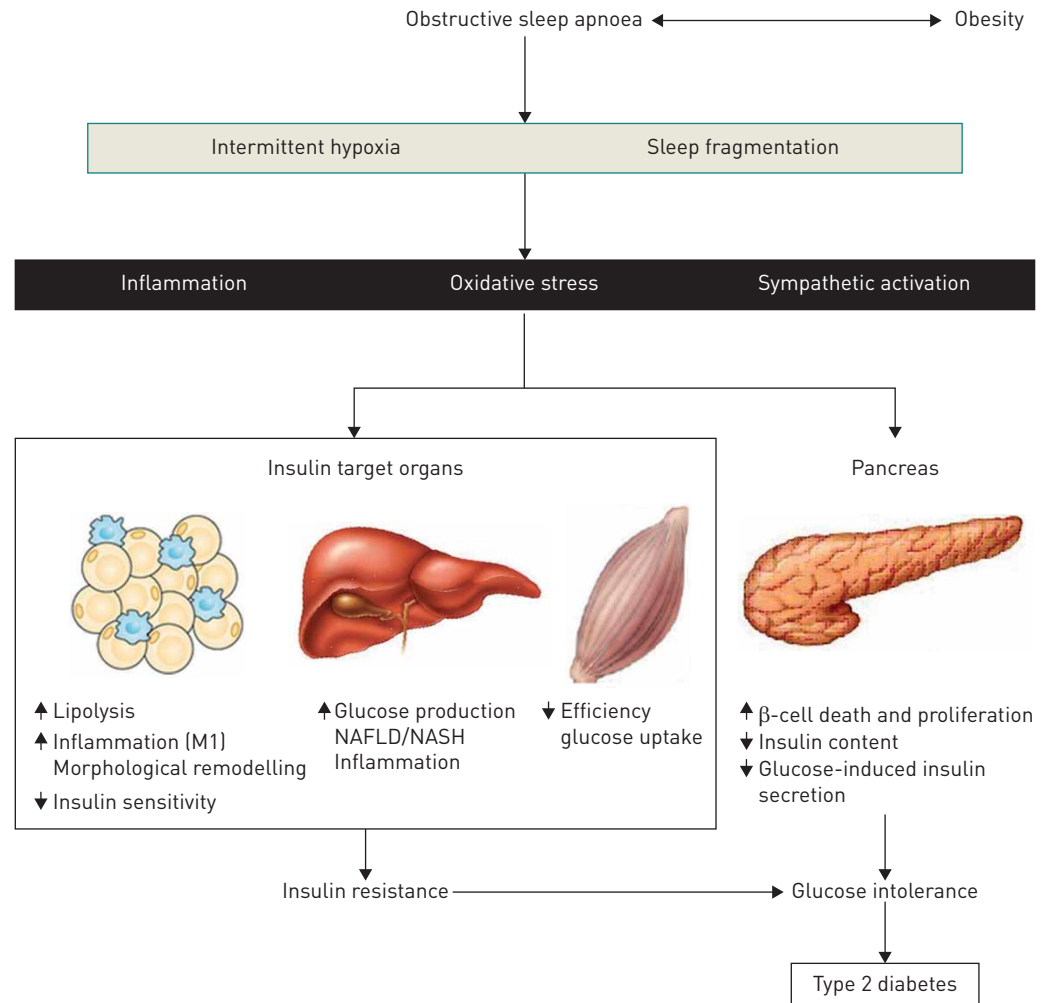 Obstructive sleep apnoea
Obesity
Intermittent hypoxia
Sleep fragmentation
Inflammation
Oxidative stress
Sympathetic activation
Insulin target organs
Pancreas
Lipolysis
Inflammation (M1)
Morphological remodelling
Insulin sensitivity
Glucose production
NAFLD/NASH
Inflammation
Efficiency
glucose uptake
β-cell death and proliferation
Insulin content
Glucose-induced insulin
secretion
Insulin resistance
Glucose intolerance
Type 2 diabetes